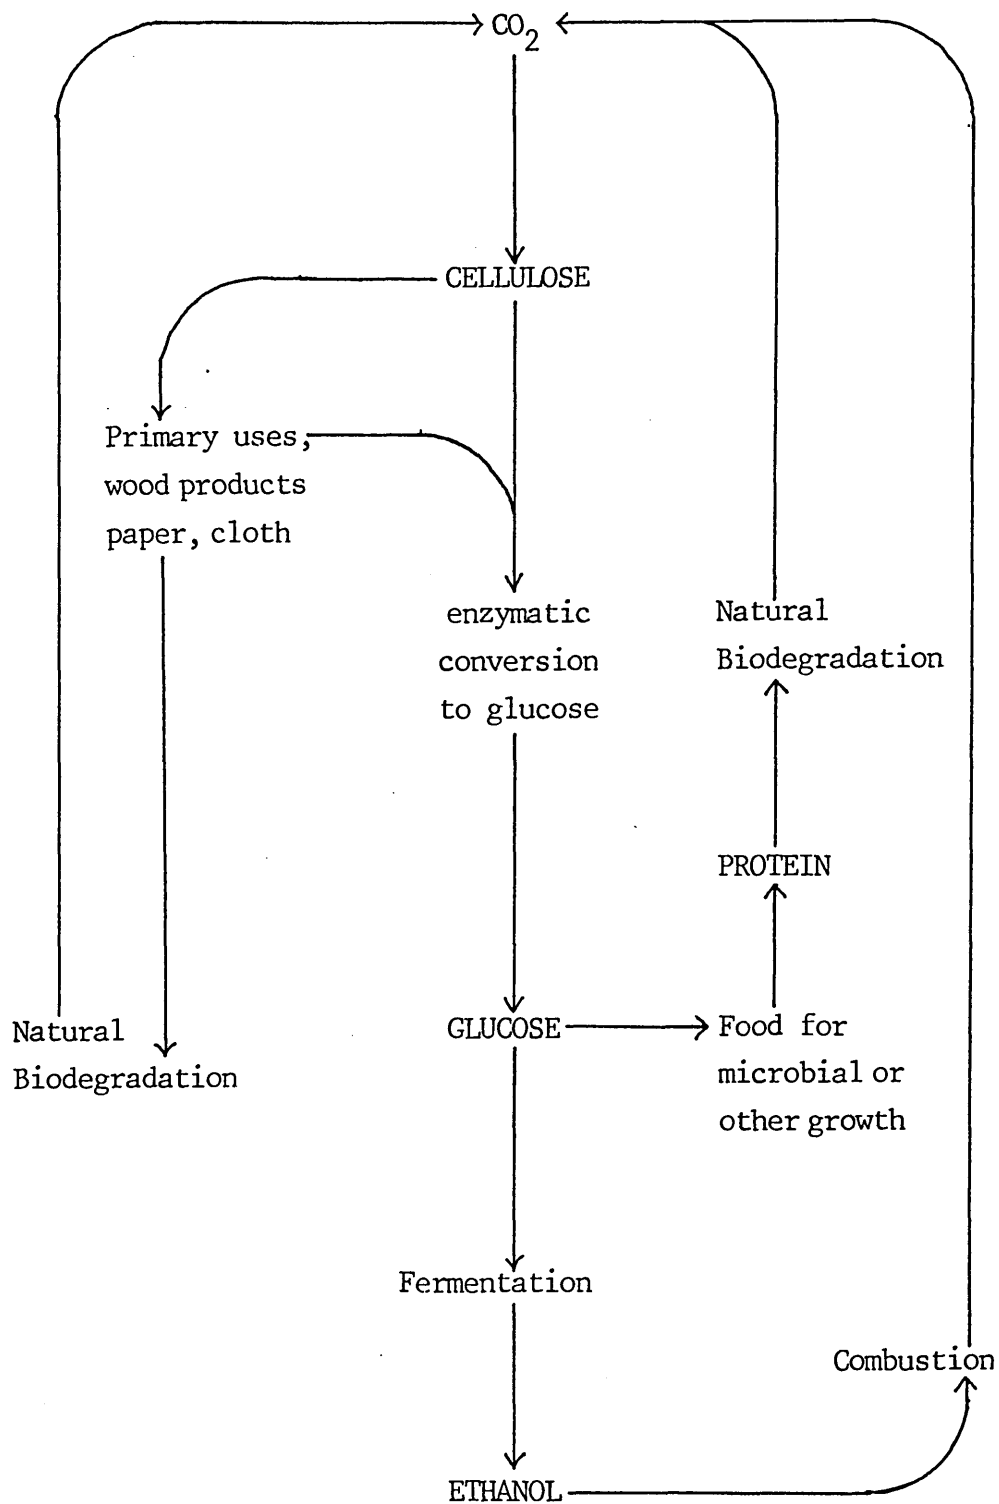 CO2
CELLULOSE
Primary uses,
wood products
paper, cloth
enzymatic
conversion
to glucose
Natural
Biodegradation
PROTEIN
Natural
Biodegradation
GLUCOSE
Food for
microbial or
other growth
Fermentation
Combustion
ETHANOL